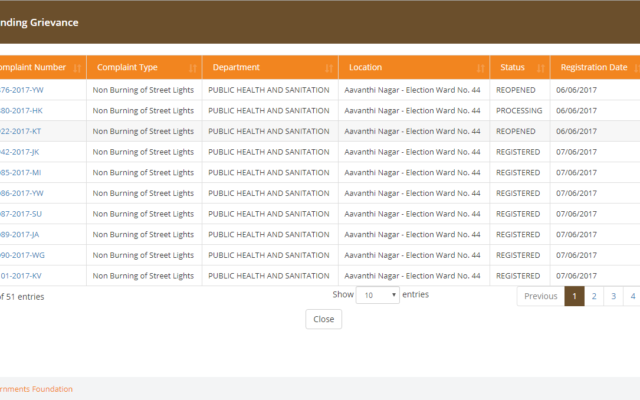 nding Grievance
omplaint Number Complaint Type Department Location Status Registration Date
876-2017-YW Non Burning of Street Lights PUBLIC HEALTH AND SANITATION Aavanthi Nagar - Election Ward No. 44 REOPENED 06/06/2017
880-2017-HK Non Burning of Street Lights PUBLIC HEALTH AND SANITATION Aavanthi Nagar - Election Ward No. 44 PROCESSING 06/06/2017
922-2017-KT Non Burning of Street Lights PUBLIC HEALTH AND SANITATION Aavanthi Nagar - Election Ward No. 44 REOPENED 06/06/2017
942-2017-JK Non Burning of Street Lights PUBLIC HEALTH AND SANITATION Aavanthi Nagar - Election Ward No. 44 REGISTERED 07/06/2017
985-2017-MI Non Burning of Street Lights PUBLIC HEALTH AND SANITATION Aavanthi Nagar - Election Ward No. 44 REGISTERED 07/06/2017
986-2017-YW Non Burning of Street Lights PUBLIC HEALTH AND SANITATION Aavanthi Nagar - Election Ward No. 44 REGISTERED 07/06/2017
987-2017-SU Non Burning of Street Lights PUBLIC HEALTH AND SANITATION Aavanthi Nagar - Election Ward No. 44 REGISTERED 07/06/2017
989-2017-JA Non Burning of Street Lights PUBLIC HEALTH AND SANITATION Aavanthi Nagar - Election Ward No. 44 REGISTERED 07/06/2017
990-2017-WG Non Burning of Street Lights PUBLIC HEALTH AND SANITATION Aavanthi Nagar - Election Ward No. 44 REGISTERED 07/06/2017
01-2017-KV Non Burning of Street Lights PUBLIC HEALTH AND SANITATION Aavanthi Nagar - Election Ward No. 44 REGISTERED 07/06/2017
of 51 entries Show 10 entries Previous 1 2 3 4
Close
rnments Foundation